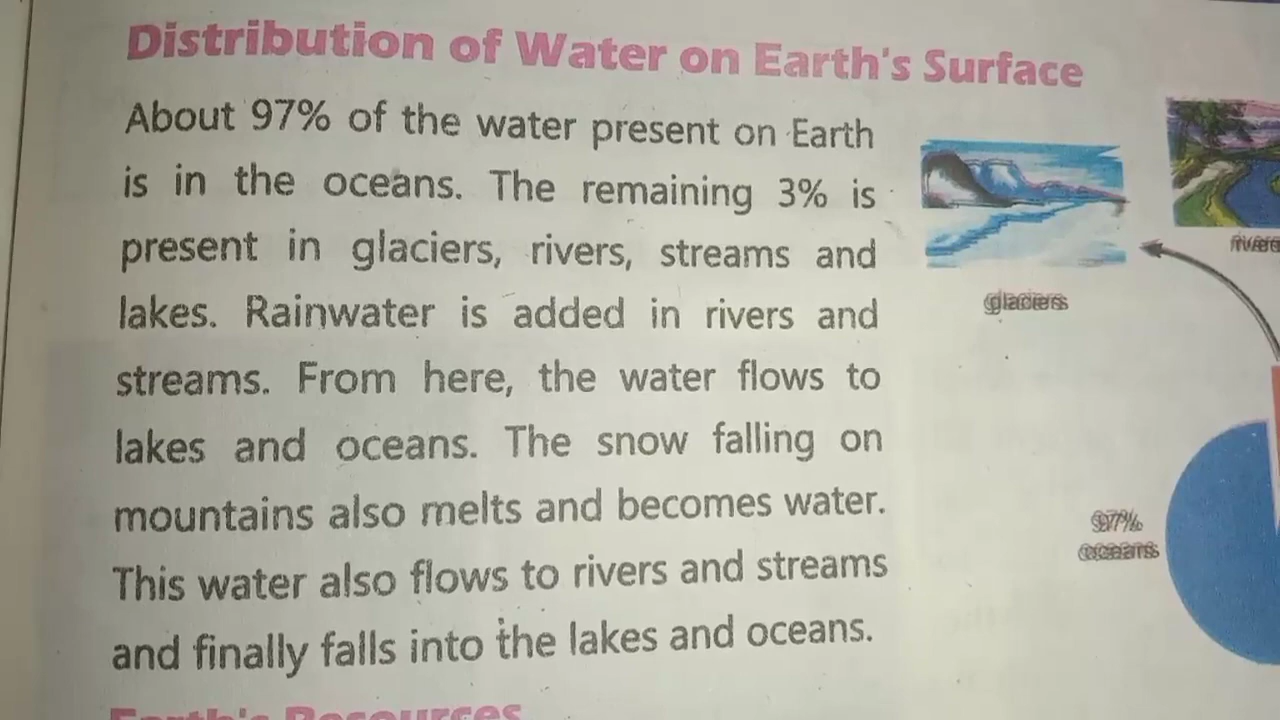 Distribution of Water on Earth's Surface
About 97% of the water present on Earth
is in the oceans. The remaining 3% is
present in glaciers, rivers, streams and
lakes. Rainwater is added in rivers and
streams. From here, the water flows to
lakes and oceans. The snow falling on
mountains also melts and becomes water.
This water also flows to rivers and streams
and finally falls into the lakes and oceans.
glaciers
97%
oceans
Earth's Resources